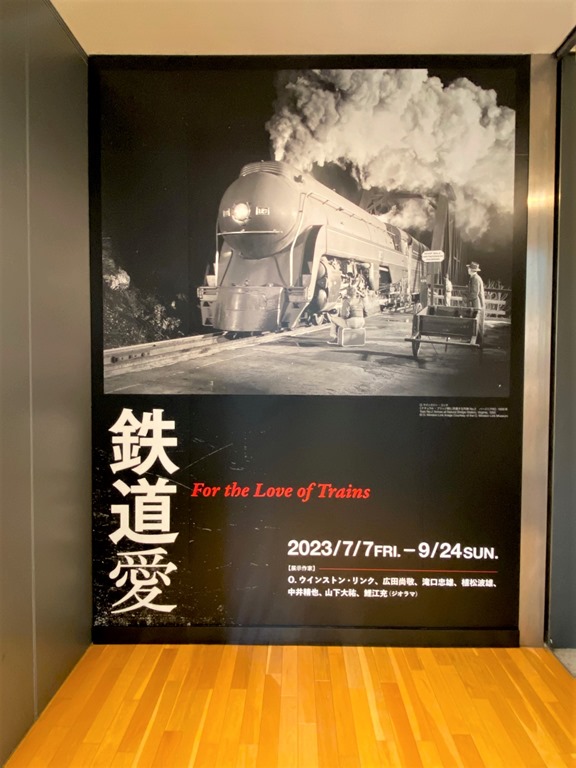 鉄道愛
For the Love of Trains
2023/7/7FRI.－9/24SUN.
【展示作家】
O. ウインストン・リンク、広田尚敬、滝口忠雄、植松波雄、
中井精也、山下大祐、鯉江充（ジオラマ）